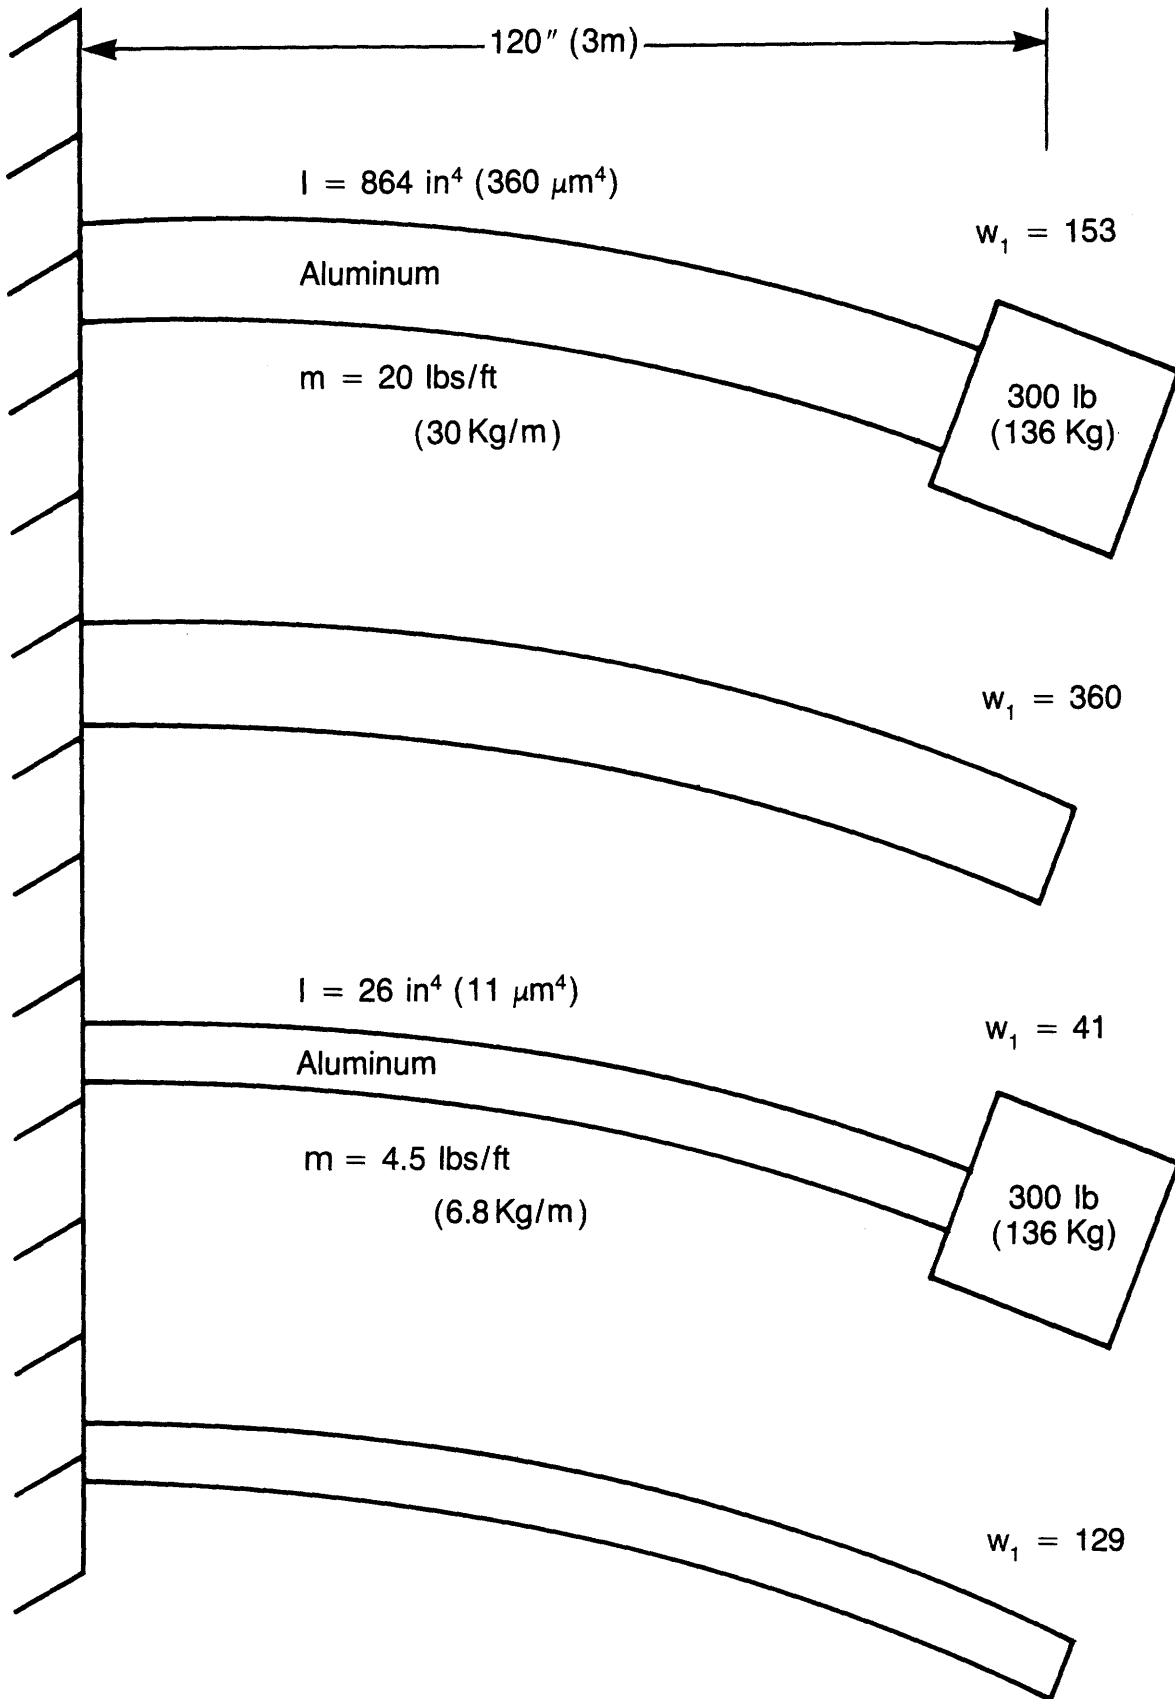 120″ (3m)
I = 864 in⁴ (360 μm⁴)
w₁ = 153
Aluminum
m = 20 lbs/ft
(30 Kg/m)
300 lb
(136 Kg)
w₁ = 360
I = 26 in⁴ (11 μm⁴)
w₁ = 41
Aluminum
m = 4.5 lbs/ft
(6.8 Kg/m)
300 lb
(136 Kg)
w₁ = 129